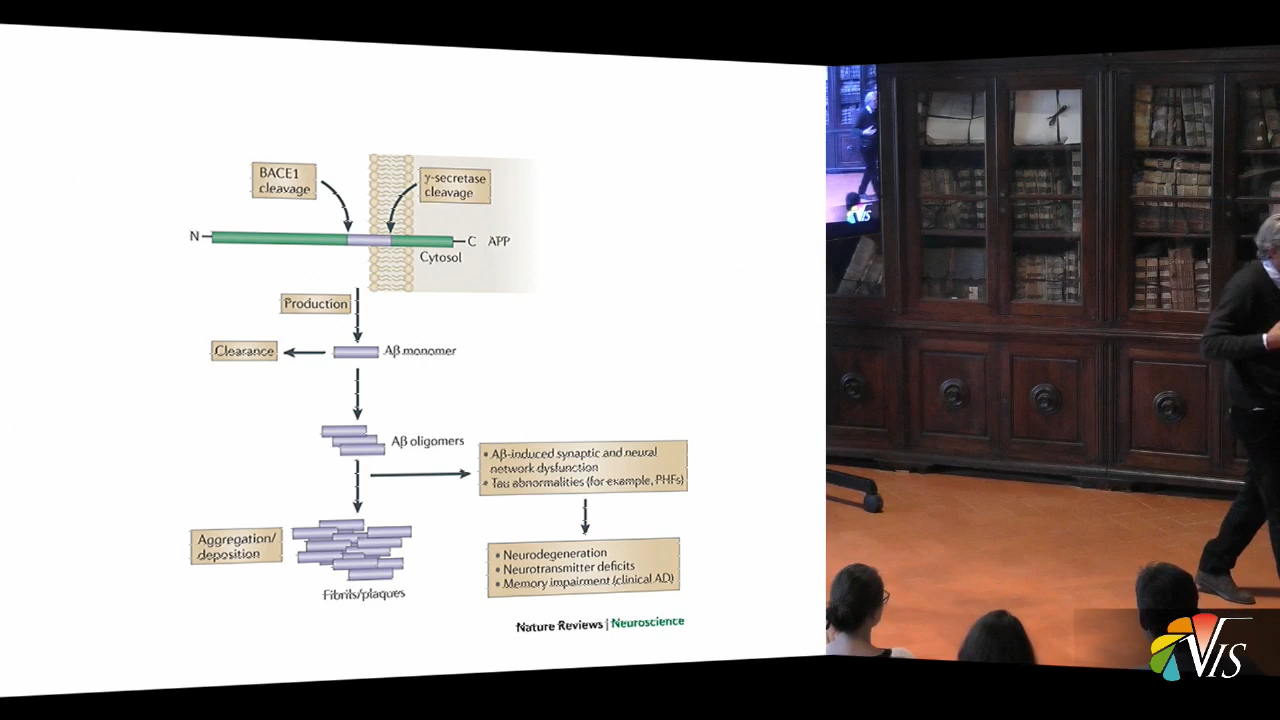 BACE1
cleavage
γ-secretase
cleavage
N
C APP
Cytosol
Production
Clearance
Aβ monomer
Aβ oligomers
• Aβ-induced synaptic and neural
network dysfunction
• Tau abnormalities (for example, PHFs)
Aggregation/
deposition
• Neurodegeneration
• Neurotransmitter deficits
• Memory impairment (clinical AD)
Fibrils/plaques
Nature Reviews | Neuroscience
VIS
VIS